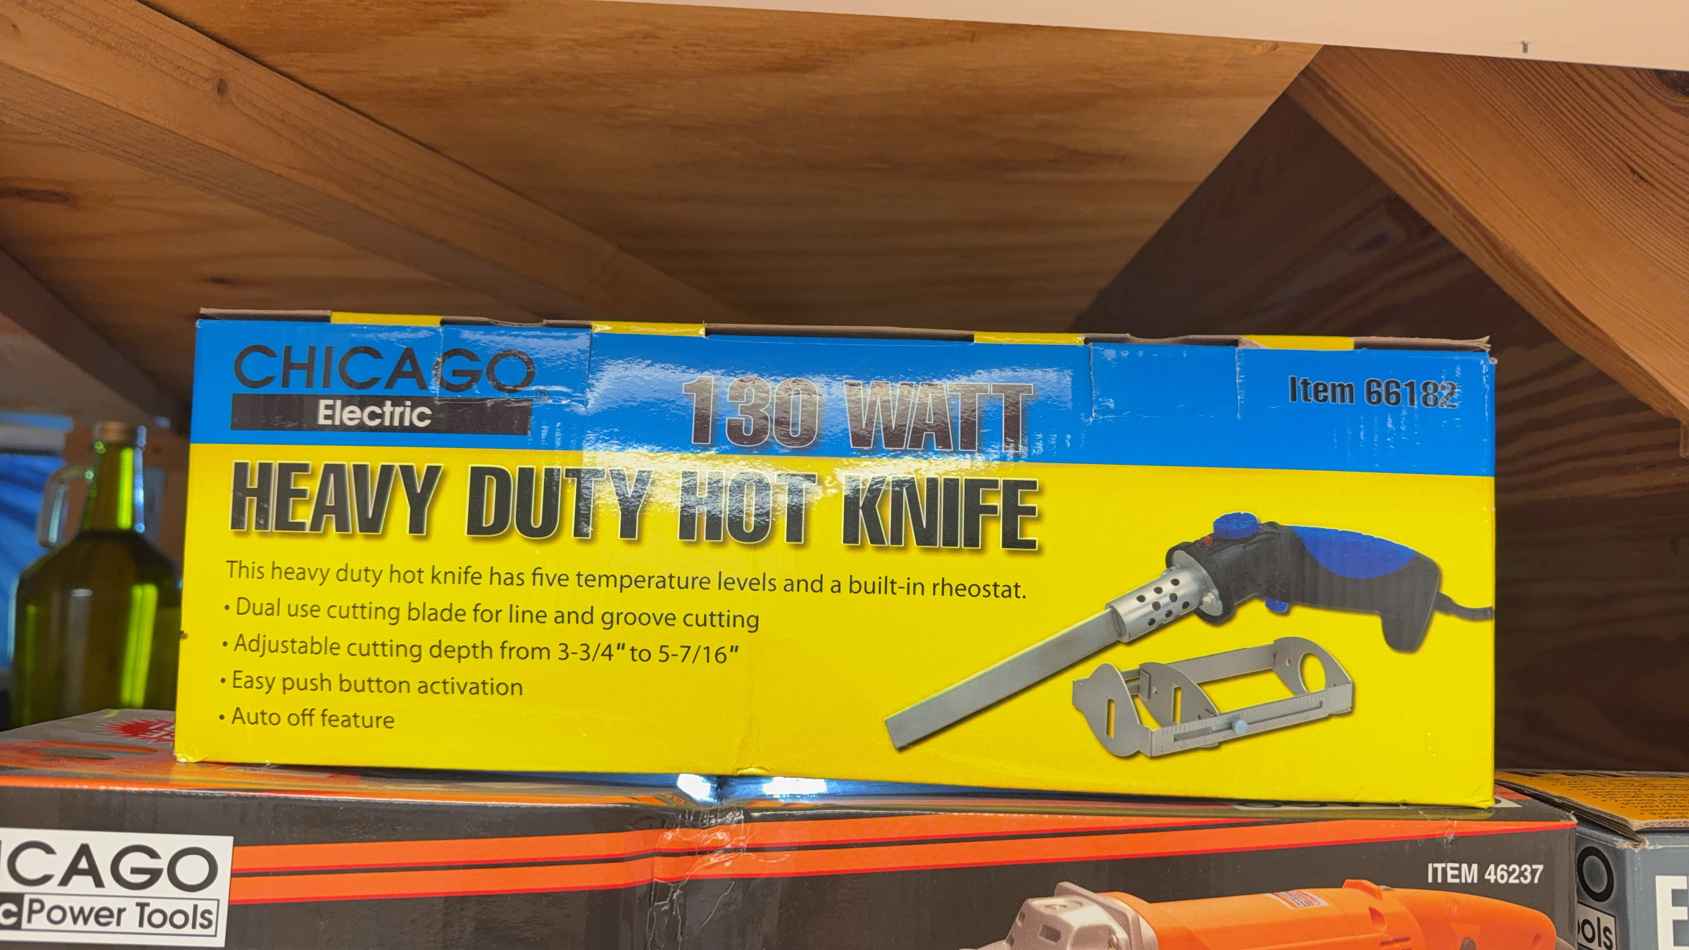 CHICAGO
Electric
130 WATT
Item 66182
HEAVY DUTY HOT KNIFE
This heavy duty hot knife has five temperature levels and a built-in rheostat.
• Dual use cutting blade for line and groove cutting
• Adjustable cutting depth from 3-3/4" to 5-7/16"
• Easy push button activation
• Auto off feature
ICAGO
c Power Tools
ITEM 46237
ols
E